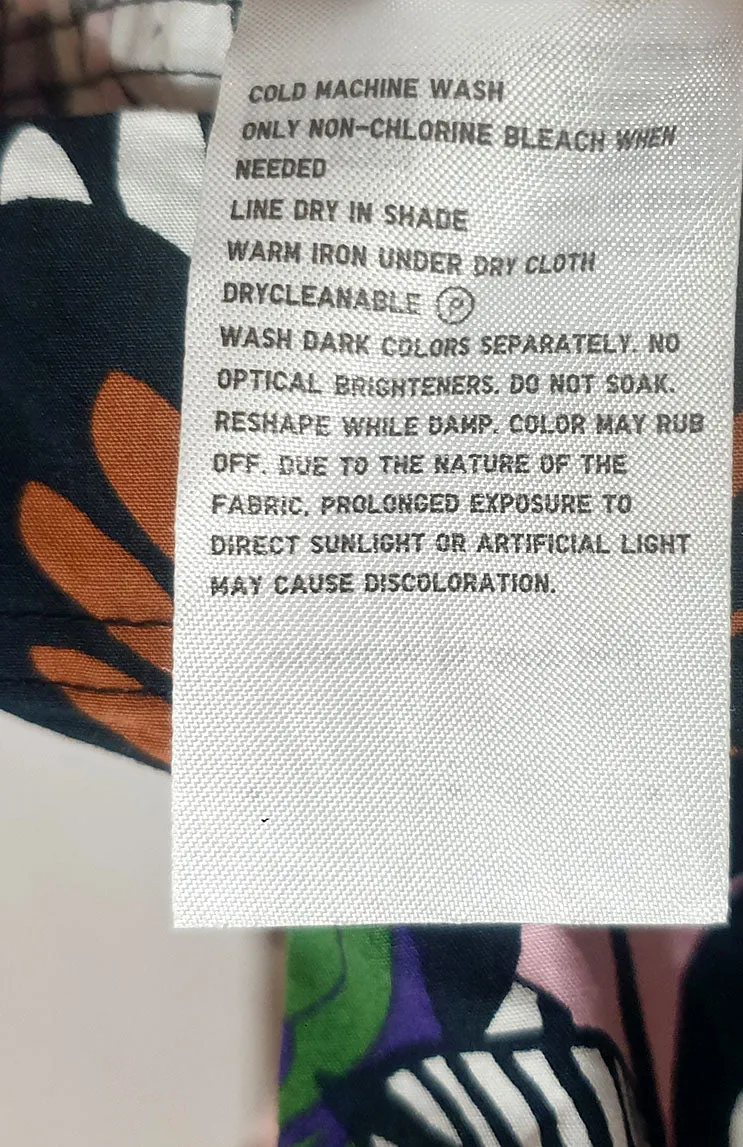 COLD MACHINE WASH
ONLY NON-CHLORINE BLEACH WHEN
NEEDED
LINE DRY IN SHADE
WARM IRON UNDER DRY CLOTH
DRYCLEANABLE Ⓟ
WASH DARK COLORS SEPARATELY. NO
OPTICAL BRIGHTENERS. DO NOT SOAK.
RESHAPE WHILE DAMP. COLOR MAY RUB
OFF. DUE TO THE NATURE OF THE
FABRIC, PROLONGED EXPOSURE TO
DIRECT SUNLIGHT OR ARTIFICIAL LIGHT
MAY CAUSE DISCOLORATION.